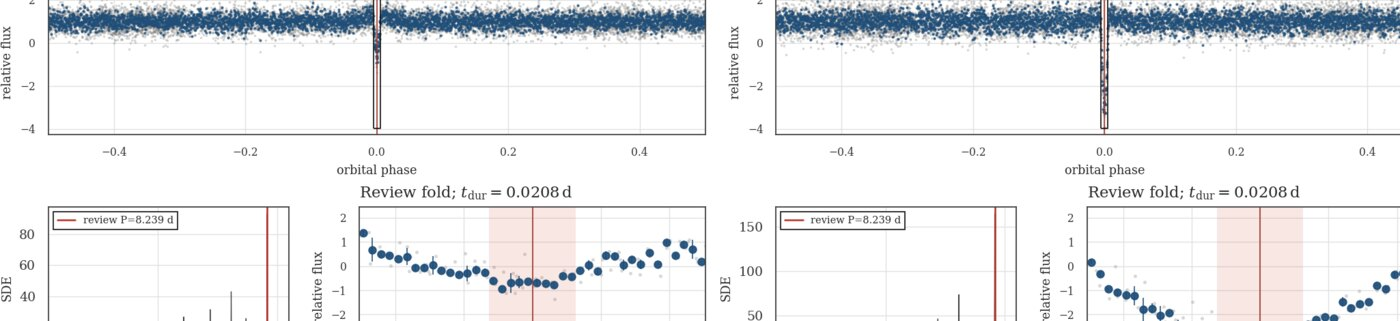 2
0
−2
−4
relative flux
−0.4 −0.2 0.0 0.2 0.4
orbital phase
2
0
−2
−4
relative flux
−0.4 −0.2 0.0 0.2 0.4
orbital phase
Review fold; t_dur = 0.0208 d
Review fold; t_dur = 0.0208 d
review P=8.239 d
80
60
40
SDE
2
1
0
−1
−2
relative flux
review P=8.239 d
150
100
50
SDE
2
1
0
−1
−2
relative flux